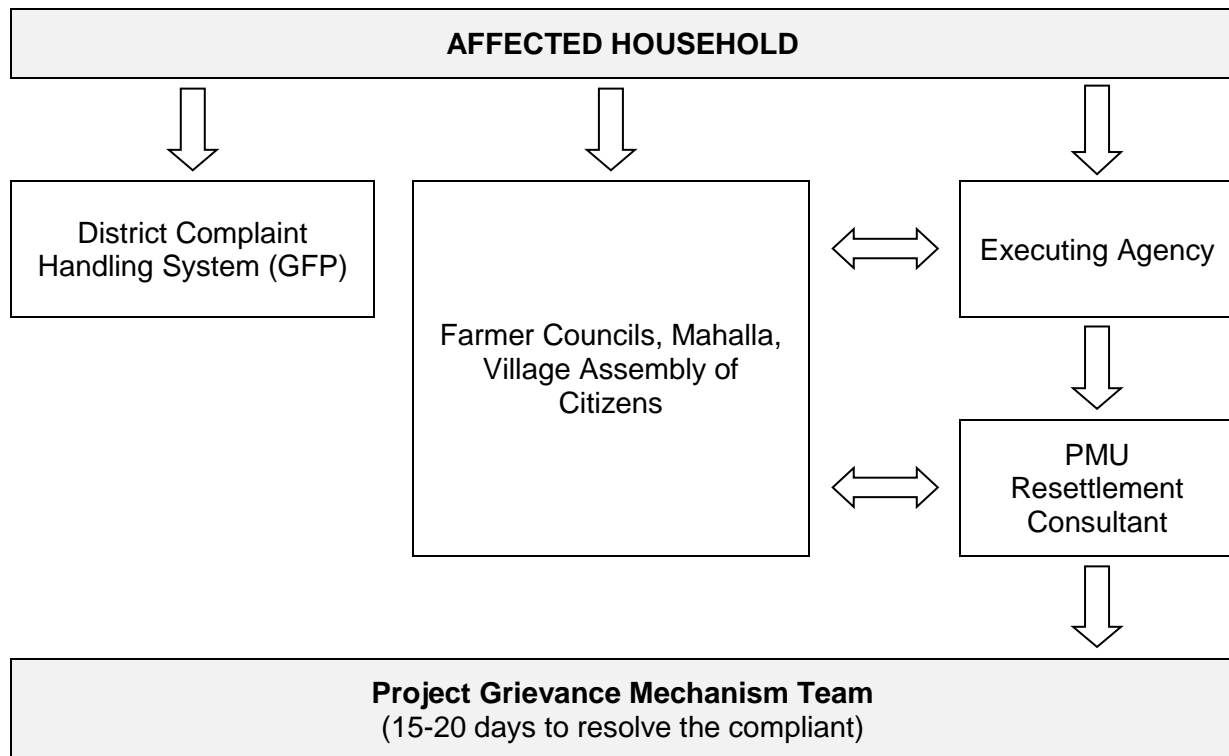 AFFECTED HOUSEHOLD
District Complaint
Handling System (GFP)
Farmer Councils, Mahalla,
Village Assembly of
Citizens
Executing Agency
PMU
Resettlement
Consultant
Project Grievance Mechanism Team
(15-20 days to resolve the compliant)